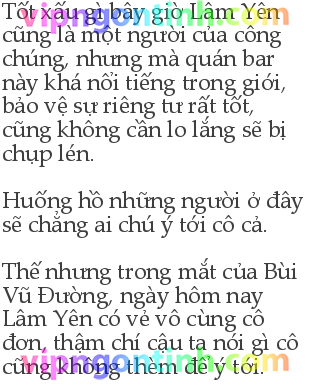 Tốt xấu gì bây giờ Lâm Yên
cũng là một người của công
chúng, nhưng mà quán bar
này khá nổi tiếng trong giới,
bảo vệ sự riêng tư rất tốt,
cũng không cần lo lắng sẽ bị
chụp lén.
Huống hồ những người ở đây
sẽ chẳng ai chú ý tới cô cả.
Thế nhưng trong mắt của Bùi
Vũ Đường, ngày hôm nay
Lâm Yên có vẻ vô cùng cô
đơn, thậm chí cậu ta nói gì cô
cũng không thèm để ý tới.
vipngontinh.com
vipngontinh.com